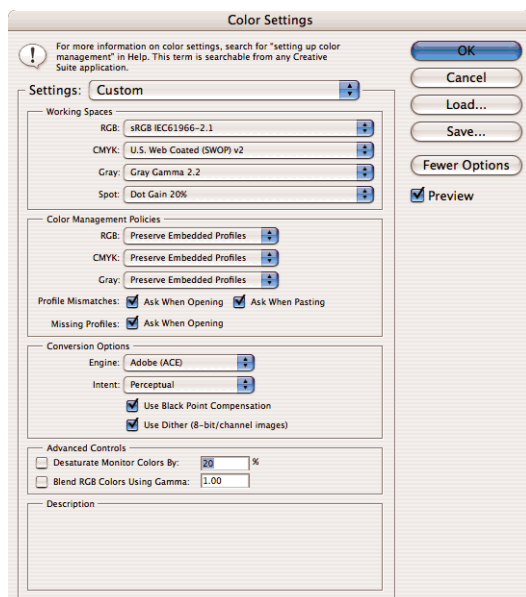 Color Settings
For more information on color settings, search for "setting up color
management" in Help. This term is searchable from any Creative
Suite application.
OK
Cancel
Load...
Save...
Fewer Options
Preview
Settings: Custom
Working Spaces
RGB: sRGB IEC61966-2.1
CMYK: U.S. Web Coated (SWOP) v2
Gray: Gray Gamma 2.2
Spot: Dot Gain 20%
Color Management Policies
RGB: Preserve Embedded Profiles
CMYK: Preserve Embedded Profiles
Gray: Preserve Embedded Profiles
Profile Mismatches: Ask When Opening Ask When Pasting
Missing Profiles: Ask When Opening
Conversion Options
Engine: Adobe (ACE)
Intent: Perceptual
Use Black Point Compensation
Use Dither (8-bit/channel images)
Advanced Controls
Desaturate Monitor Colors By: 20 %
Blend RGB Colors Using Gamma: 1.00
Description